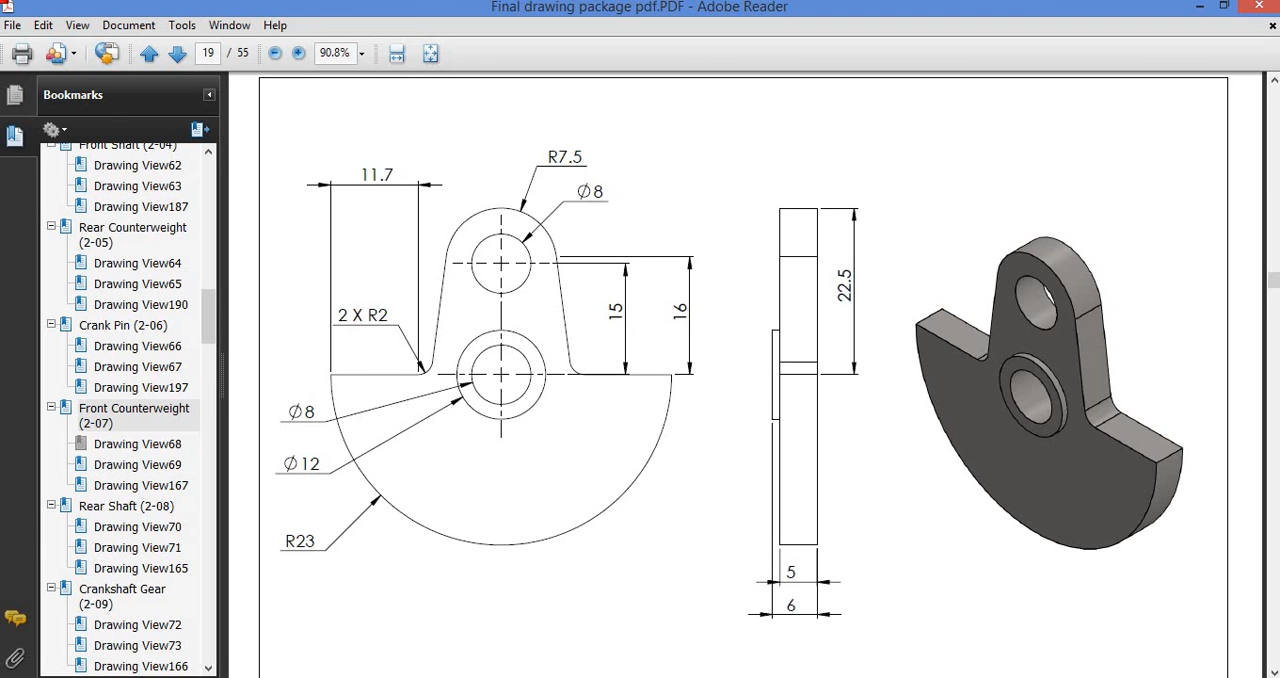 Final drawing package pdf.PDF - Adobe Reader
File Edit View Document Tools Window Help
19 / 55 90.8%
Bookmarks
Front Shaft (2-04)
Drawing View62
Drawing View63
Drawing View187
Rear Counterweight
(2-05)
Drawing View64
Drawing View65
Drawing View190
Crank Pin (2-06)
Drawing View66
Drawing View67
Drawing View197
Front Counterweight
(2-07)
Drawing View68
Drawing View69
Drawing View167
Rear Shaft (2-08)
Drawing View70
Drawing View71
Drawing View165
Crankshaft Gear
(2-09)
Drawing View72
Drawing View73
Drawing View166
R7.5
11.7
Ø8
2 X R2
15
16
22.5
Ø8
Ø12
R23
5
6